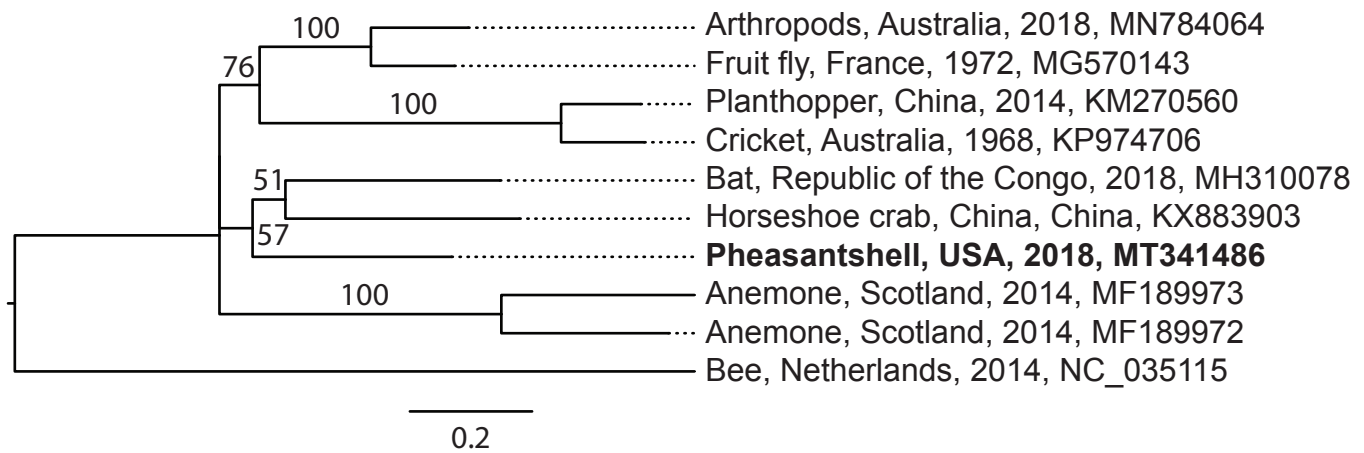 100
Arthropods, Australia, 2018, MN784064
76
Fruit fly, France, 1972, MG570143
100
Planthopper, China, 2014, KM270560
Cricket, Australia, 1968, KP974706
51
Bat, Republic of the Congo, 2018, MH310078
Horseshoe crab, China, China, KX883903
57
Pheasantshell, USA, 2018, MT341486
100
Anemone, Scotland, 2014, MF189973
Anemone, Scotland, 2014, MF189972
Bee, Netherlands, 2014, NC_035115
0.2